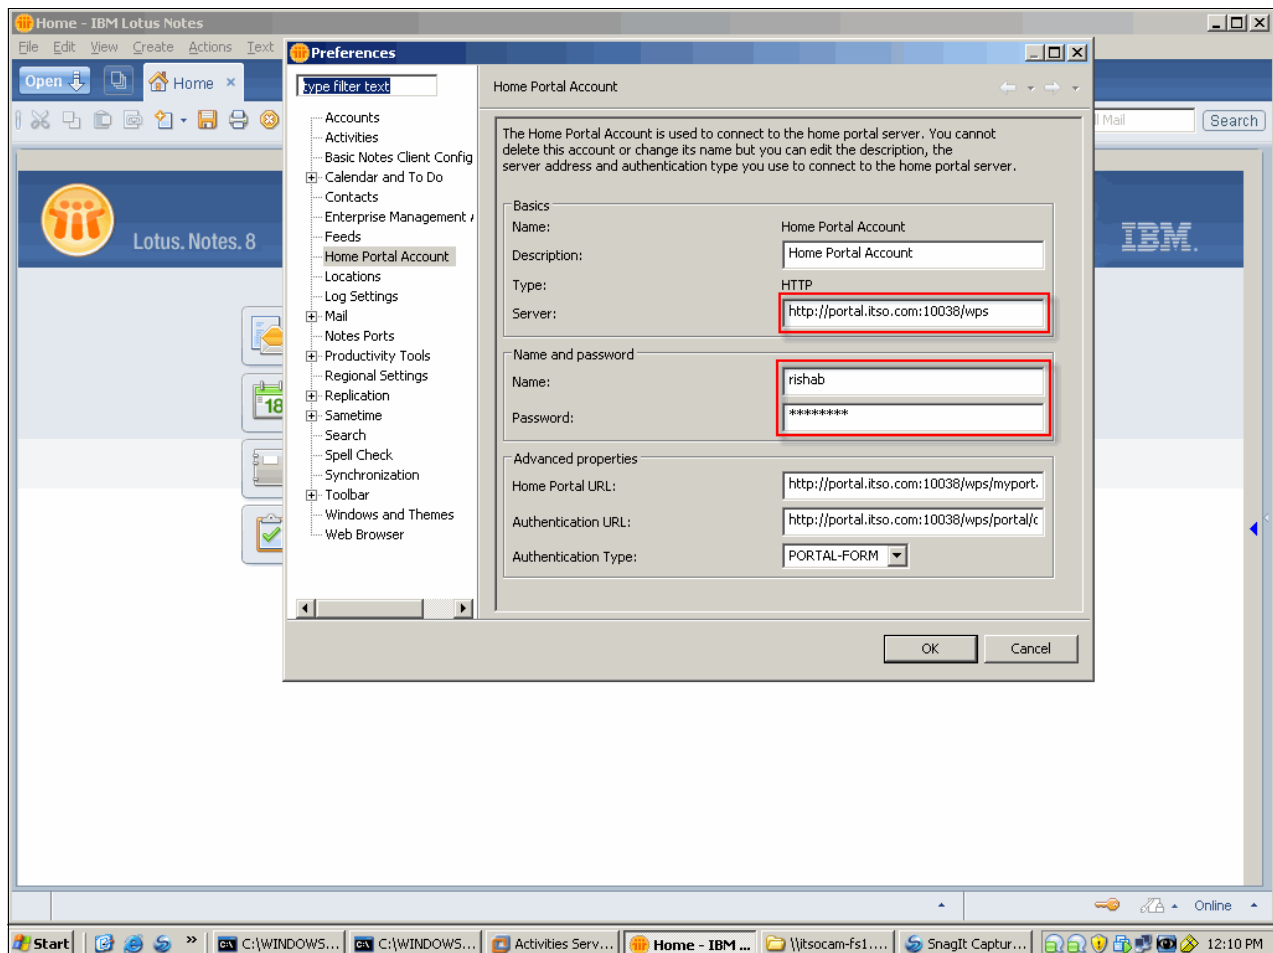 Home - IBM Lotus Notes
File Edit View Create Actions Text
Open
Home
Mail
Search
Lotus. Notes. 8
IBM.
18
Preferences
type filter text
Accounts
Activities
Basic Notes Client Config
Calendar and To Do
Contacts
Enterprise Management
Feeds
Home Portal Account
Locations
Log Settings
Mail
Notes Ports
Productivity Tools
Regional Settings
Replication
Sametime
Search
Spell Check
Synchronization
Toolbar
Windows and Themes
Web Browser
Home Portal Account
The Home Portal Account is used to connect to the home portal server. You cannot
delete this account or change its name but you can edit the description, the
server address and authentication type you use to connect to the home portal server.
Basics
Name: Home Portal Account
Description: Home Portal Account
Type: HTTP
Server: http://portal.itso.com:10038/wps
Name and password
Name: rishab
Password: ********
Advanced properties
Home Portal URL: http://portal.itso.com:10038/wps/myport
Authentication URL: http://portal.itso.com:10038/wps/portal/c
Authentication Type: PORTAL-FORM
OK Cancel
Online
Start » C:\WINDOWS... C:\WINDOWS... Activities Serv... Home - IBM ... \\itsocam-fs1.... SnagIt Captur... 12:10 PM